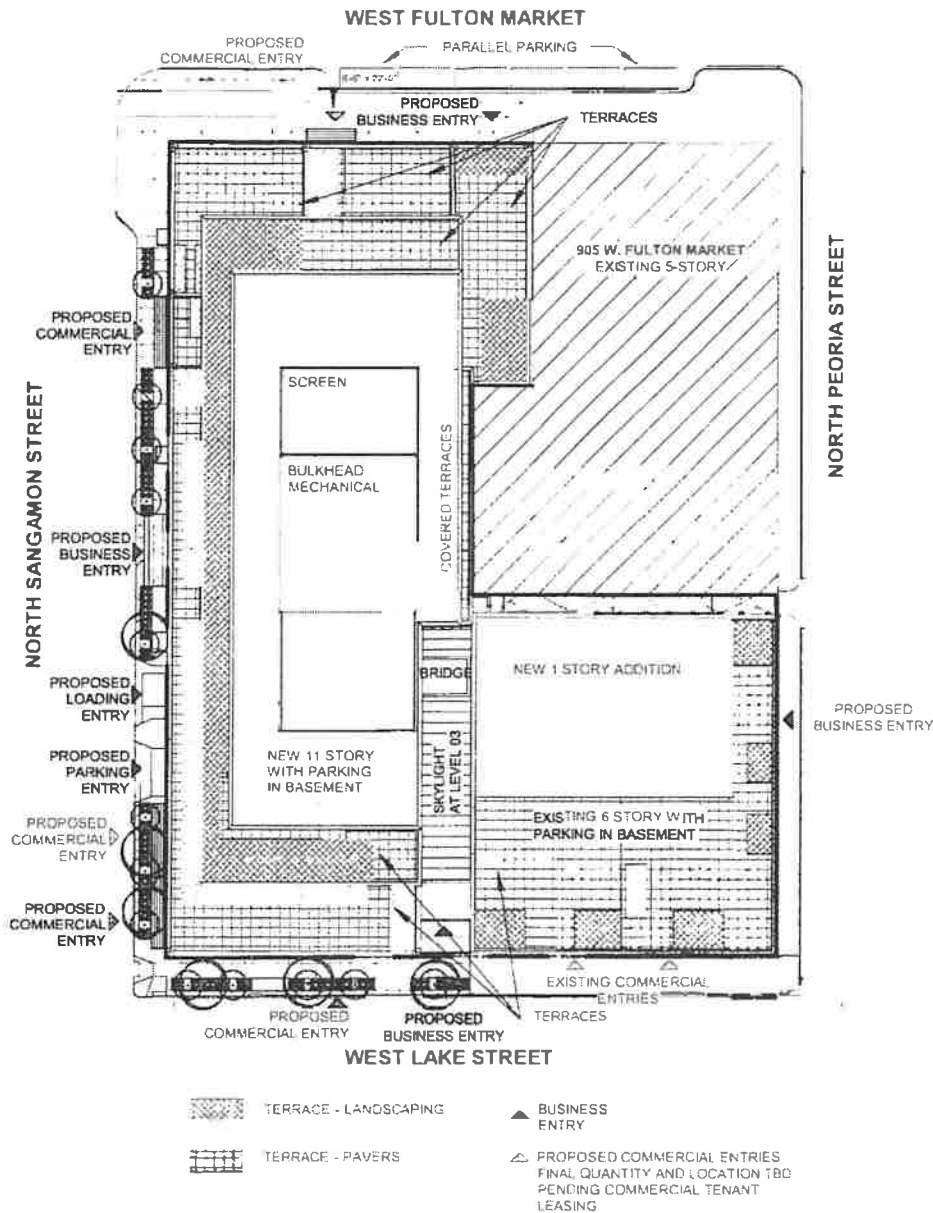 WEST FULTON MARKET
PROPOSED
COMMERCIAL ENTRY
PARALLEL PARKING
PROPOSED
BUSINESS ENTRY
TERRACES
905 W. FULTON MARKET
EXISTING 5-STORY
NORTH PEORIA STREET
PROPOSED
COMMERCIAL
ENTRY
SCREEN
BULKHEAD
MECHANICAL
COVERED TERRACES
NORTH SANGAMON STREET
PROPOSED
BUSINESS
ENTRY
PROPOSED
LOADING
ENTRY
BRIDGE
NEW 1 STORY ADDITION
PROPOSED
BUSINESS ENTRY
SKYLIGHT
AT LEVEL 03
PROPOSED
PARKING
ENTRY
NEW 11 STORY
WITH PARKING
IN BASEMENT
PROPOSED
COMMERCIAL
ENTRY
EXISTING 6 STORY WITH
PARKING IN BASEMENT
PROPOSED
COMMERCIAL
ENTRY
EXISTING COMMERCIAL
ENTRIES
PROPOSED
COMMERCIAL ENTRY
PROPOSED
BUSINESS ENTRY
TERRACES
WEST LAKE STREET
TERRACE - LANDSCAPING
BUSINESS
ENTRY
TERRACE - PAVERS
PROPOSED COMMERCIAL ENTRIES
FINAL QUANTITY AND LOCATION TBD
PENDING COMMERCIAL TENANT
LEASING